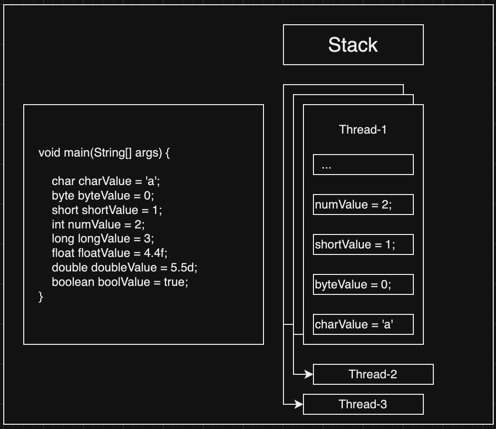 Stack
void main(String[] args) {
char charValue = 'a';
byte byteValue = 0;
short shortValue = 1;
int numValue = 2;
long longValue = 3;
float floatValue = 4.4f;
double doubleValue = 5.5d;
boolean boolValue = true;
}
Thread-1
...
numValue = 2;
shortValue = 1;
byteValue = 0;
charValue = 'a'
Thread-2
Thread-3